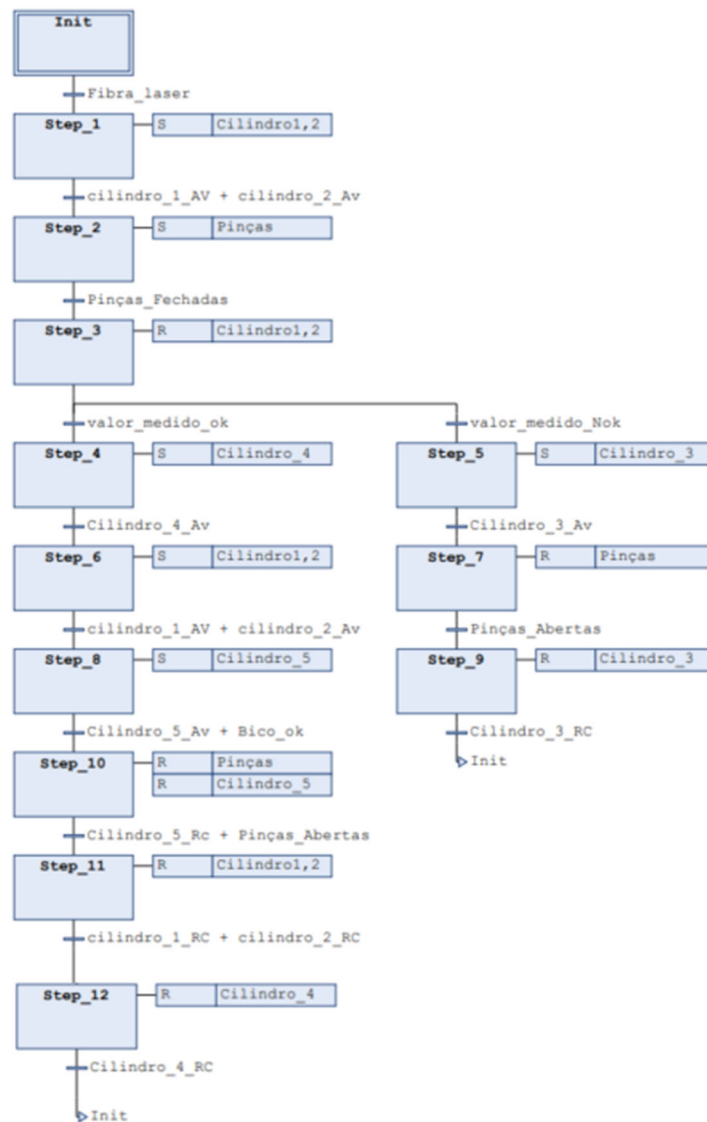 Init
Fibra_laser
Step_1 S Cilindro1,2
cilindro_1_AV + cilindro_2_Av
Step_2 S Pinças
Pinças_Fechadas
Step_3 R Cilindro1,2
valor_medido_ok valor_medido_Nok
Step_4 S Cilindro_4 Step_5 S Cilindro_3
Cilindro_4_Av Cilindro_3_Av
Step_6 S Cilindro1,2 Step_7 R Pinças
cilindro_1_AV + cilindro_2_Av Pinças_Abertas
Step_8 S Cilindro_5 Step_9 R Cilindro_3
Cilindro_5_Av + Bico_ok Cilindro_3_RC
Step_10 R Pinças Init
R Cilindro_5
Cilindro_5_Rc + Pinças_Abertas
Step_11 R Cilindro1,2
cilindro_1_RC + cilindro_2_RC
Step_12 R Cilindro_4
Cilindro_4_RC
Init